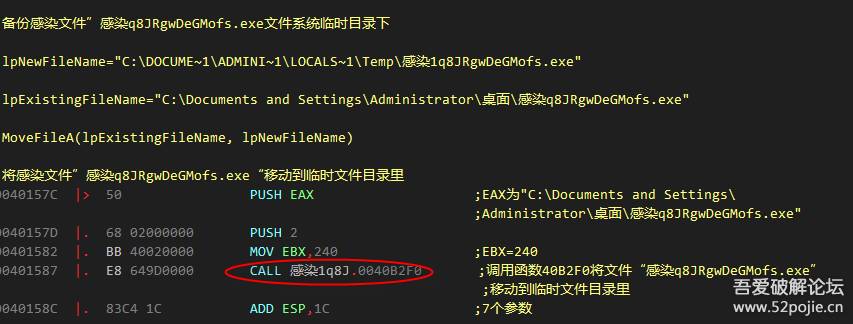 备份感染文件”感染q8JRgwDeGMofs.exe文件系统临时目录下
lpNewFileName="C:\DOCUME~1\ADMINI~1\LOCALS~1\Temp\感染1q8JRgwDeGMofs.exe"
lpExistingFileName="C:\Documents and Settings\Administrator\桌面\感染q8JRgwDeGMofs.exe"
MoveFileA(lpExistingFileName, lpNewFileName)
将感染文件”感染q8JRgwDeGMofs.exe“移动到临时文件目录里
0040157C |> 50 PUSH EAX ;EAX为"C:\Documents and Settings\
;Administrator\桌面\感染q8JRgwDeGMofs.exe"
0040157D |. 68 02000000 PUSH 2
00401582 |. BB 40020000 MOV EBX,240 ;EBX=240
00401587 |. E8 649D0000 CALL 感染1q8J.0040B2F0 ;调用函数40B2F0将文件“感染q8JRgwDeGMofs.exe”
;移动到临时文件目录里
0040158C |. 83C4 1C ADD ESP,1C ;7个参数
吾爱破解论坛
www.52pojie.cn